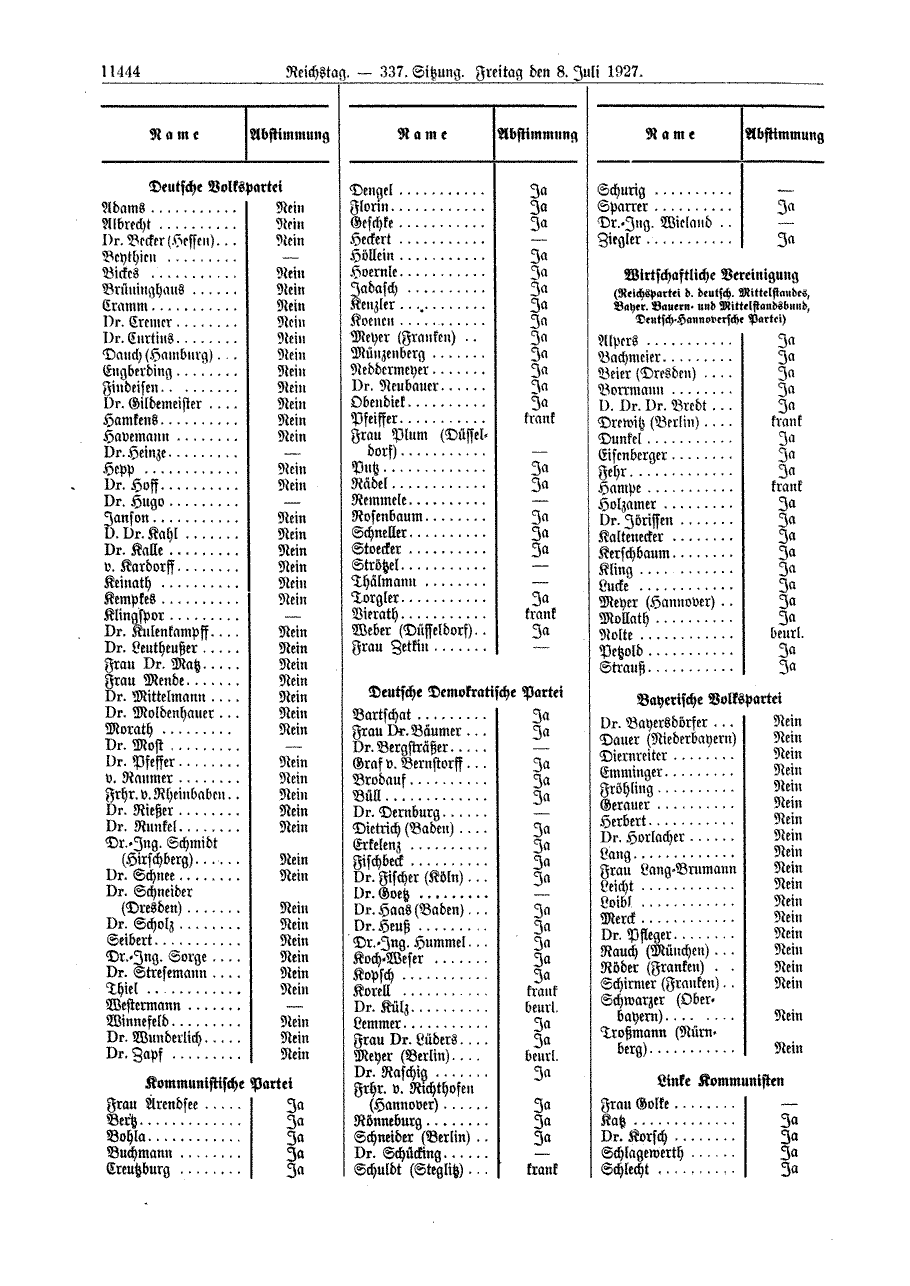 11444 Reichstag. — 337. Sitzung. Freitag den 8. Juli 1927.
Name Abstimmung
Deutsche Volkspartei
Adams . . . . . . . . . . . Nein
Albrecht . . . . . . . . . . Nein
Dr. Becker (Hessen) . . . Nein
Beythien . . . . . . . . . —
Bickes . . . . . . . . . . . Nein
Brüninghaus . . . . . . Nein
Cramm . . . . . . . . . . . Nein
Dr. Cremer . . . . . . . . Nein
Dr. Curtius . . . . . . . . Nein
Dauch (Hamburg) . . . Nein
Engberding . . . . . . . . Nein
Findeisen . . . . . . . . . Nein
Dr. Gildemeister . . . . Nein
Hamkens . . . . . . . . . . Nein
Havemann . . . . . . . . Nein
Dr. Heinze . . . . . . . . . —
Hepp . . . . . . . . . . . . Nein
Dr. Hoff . . . . . . . . . . Nein
Dr. Hugo . . . . . . . . . —
Janson . . . . . . . . . . . Nein
D. Dr. Kahl . . . . . . . Nein
Dr. Kalle . . . . . . . . . Nein
v. Kardorff . . . . . . . . Nein
Keinath . . . . . . . . . . Nein
Kempkes . . . . . . . . . . Nein
Klingspor . . . . . . . . . —
Dr. Kulenkampff . . . . Nein
Dr. Leutheußer . . . . . Nein
Frau Dr. Matz . . . . . Nein
Frau Mende . . . . . . . Nein
Dr. Mittelmann . . . . Nein
Dr. Moldenhauer . . . Nein
Morath . . . . . . . . . Nein
Dr. Most . . . . . . . . . —
Dr. Pfeffer . . . . . . . . Nein
v. Raumer . . . . . . . . Nein
Frhr. v. Rheinbaben . . Nein
Dr. Rießer . . . . . . . . Nein
Dr. Runkel . . . . . . . . Nein
Dr.-Ing. Schmidt
(Hirschberg) . . . . . . Nein
Dr. Schnee . . . . . . . . Nein
Dr. Schneider
(Dresden) . . . . . . . Nein
Dr. Scholz . . . . . . . . Nein
Seibert . . . . . . . . . . . Nein
Dr.-Ing. Sorge . . . . Nein
Dr. Stresemann . . . . Nein
Thiel . . . . . . . . . . . Nein
Westermann . . . . . . . —
Winnefeld . . . . . . . . . Nein
Dr. Wunderlich . . . . . Nein
Dr. Zapf . . . . . . . . . Nein
Kommunistische Partei
Frau Arendsee . . . . . Ja
Bertz . . . . . . . . . . . . Ja
Bohla . . . . . . . . . . . . Ja
Buchmann . . . . . . . . Ja
Creutzburg . . . . . . . . Ja
Name Abstimmung
Dengel . . . . . . . . . . . Ja
Florin . . . . . . . . . . . . Ja
Geschke . . . . . . . . . . . Ja
Heckert . . . . . . . . . . —
Höllein . . . . . . . . . . . Ja
Hoernle . . . . . . . . . . . Ja
Jadasch . . . . . . . . . . Ja
Kenzler . . . . . . . . . . . Ja
Koenen . . . . . . . . . . . Ja
Meyer (Franken) . . Ja
Münzenberg . . . . . . . Ja
Neddermeyer . . . . . . . Ja
Dr. Neubauer . . . . . . Ja
Obendiek . . . . . . . . . . Ja
Pfeiffer . . . . . . . . . . . krank
Frau Plum (Düssel-
dorf) . . . . . . . . . . . —
Putz . . . . . . . . . . . . . Ja
Rädel . . . . . . . . . . . . Ja
Remmele . . . . . . . . . . —
Rosenbaum . . . . . . . . Ja
Schneller . . . . . . . . . . Ja
Stoecker . . . . . . . . . . Ja
Strötzel . . . . . . . . . . . —
Thälmann . . . . . . . . —
Torgler . . . . . . . . . . . Ja
Vierath . . . . . . . . . . . krank
Weber (Düsseldorf) . . Ja
Frau Zetkin . . . . . . . —
Deutsche Demokratische Partei
Bartschat . . . . . . . . . Ja
Frau Dr. Bäumer . . . Ja
Dr. Bergsträßer . . . . . —
Graf v. Bernstorff . . . Ja
Brodauf . . . . . . . . . . Ja
Büll . . . . . . . . . . . . . Ja
Dr. Dernburg . . . . . . —
Dietrich (Baden) . . . . Ja
Erkelenz . . . . . . . . . . Ja
Fischbeck . . . . . . . . . . Ja
Dr. Fischer (Köln) . . . Ja
Dr. Goetz . . . . . . . . . —
Dr. Haas (Baden) . . . Ja
Dr. Heuß . . . . . . . . . Ja
Dr.-Ing. Hummel . . . Ja
Koch-Weser . . . . . . . Ja
Kopsch . . . . . . . . . . . Ja
Korell . . . . . . . . . . . krank
Dr. Külz . . . . . . . . . . beurl.
Lemmer . . . . . . . . . . . Ja
Frau Dr. Lüders . . . . Ja
Meyer (Berlin) . . . . beurl.
Dr. Raschig . . . . . . . Ja
Frhr. v. Richthofen
(Hannover) . . . . . . Ja
Rönneburg . . . . . . . . Ja
Schneider (Berlin) . . Ja
Dr. Schücking . . . . . . —
Schuldt (Steglitz) . . . krank
Name Abstimmung
Schurig . . . . . . . . . . —
Sparrer . . . . . . . . . . Ja
Dr.-Ing. Wieland . . —
Ziegler . . . . . . . . . . . Ja
Wirtschaftliche Vereinigung
(Reichspartei d. deutsch. Mittelstandes,
Bayer. Bauern- und Mittelstandsbund,
Deutsch-Hannoversche Partei)
Alpers . . . . . . . . . . . Ja
Bachmeier . . . . . . . . . . Ja
Beier (Dresden) . . . . Ja
Borrmann . . . . . . . . Ja
D. Dr. Dr. Bredt . . . Ja
Drewitz (Berlin) . . . . krank
Dunkel . . . . . . . . . . . Ja
Eisenberger . . . . . . . . Ja
Fehr . . . . . . . . . . . . . Ja
Hampe . . . . . . . . . . . krank
Holzamer . . . . . . . . . Ja
Dr. Jörissen . . . . . . . Ja
Kaltenecker . . . . . . . . Ja
Kerschbaum . . . . . . . . Ja
Kling . . . . . . . . . . . . Ja
Lucke . . . . . . . . . . . . Ja
Meyer (Hannover) . . Ja
Mollath . . . . . . . . . . Ja
Nolte . . . . . . . . . . . . beurl.
Petzold . . . . . . . . . . . Ja
Strauß . . . . . . . . . . . Ja
Bayerische Volkspartei
Dr. Bayersdörfer . . . Nein
Dauer (Niederbayern) Nein
Diernreiter . . . . . . . . Nein
Emminger . . . . . . . . . Nein
Fröhling . . . . . . . . . . Nein
Gerauer . . . . . . . . . . Nein
Herbert . . . . . . . . . . . Nein
Dr. Horlacher . . . . . . Nein
Lang . . . . . . . . . . . . . Nein
Frau Lang-Brumann Nein
Leicht . . . . . . . . . . . . Nein
Loibl . . . . . . . . . . . . Nein
Merck . . . . . . . . . . . . Nein
Dr. Pfleger . . . . . . . . Nein
Rauch (München) . . . Nein
Röder (Franken) . . Nein
Schirmer (Franken) . . Nein
Schwarzer (Ober-
bayern) . . . . . . . . Nein
Troßmann (Nürn-
berg) . . . . . . . . . . . Nein
Linke Kommunisten
Frau Golke . . . . . . . . —
Katz . . . . . . . . . . . . . Ja
Dr. Korsch . . . . . . . . Ja
Schlagewerth . . . . . . Ja
Schlecht . . . . . . . . . . Ja